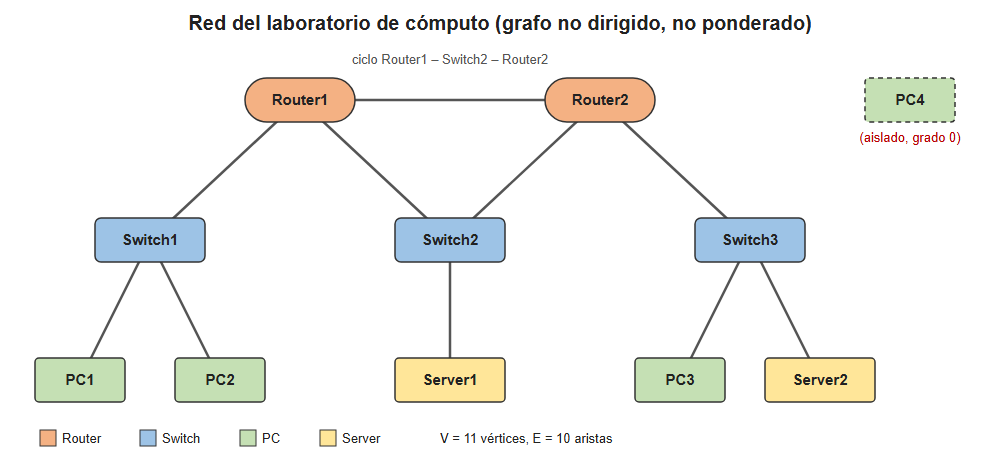 Red del laboratorio de cómputo (grafo no dirigido, no ponderado)
ciclo Router1 – Switch2 – Router2
Router1
Router2
PC4
(aislado, grado 0)
Switch1
Switch2
Switch3
PC1
PC2
Server1
PC3
Server2
Router
Switch
PC
Server
V = 11 vértices, E = 10 aristas